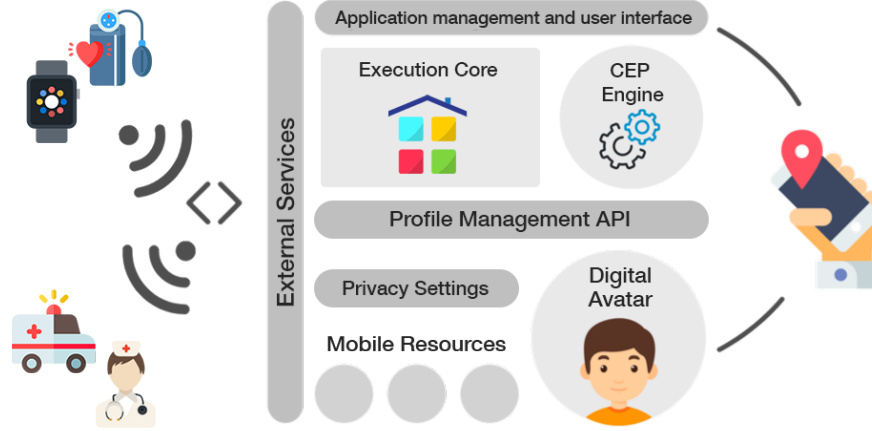 Application management and user interface
Execution Core
CEP
Engine
External Services
Profile Management API
Privacy Settings
Digital
Avatar
Mobile Resources